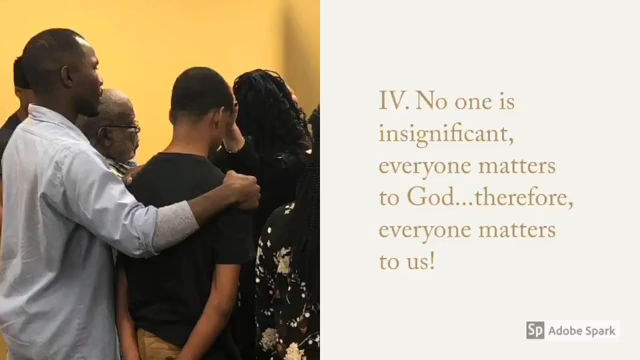 IV. No one is
insignificant,
everyone matters
to God...therefore,
everyone matters
to us!
Sp Adobe Spark